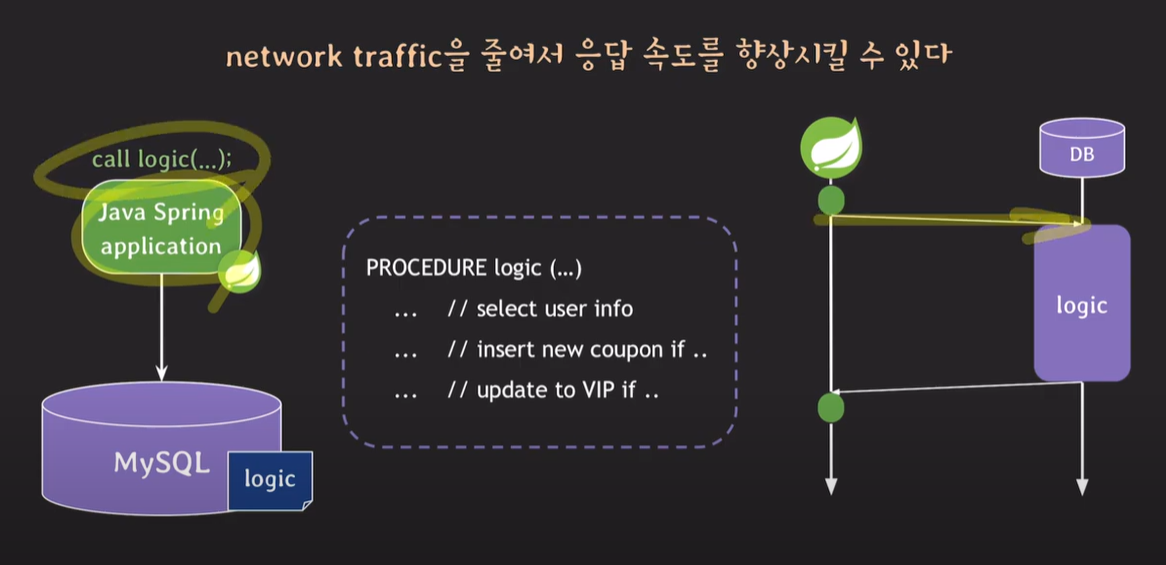 network traffic을 줄여서 응답 속도를 향상시킬 수 있다
call logic(...);
Java Spring
application
MySQL
logic
PROCEDURE logic (...)
... // select user info
... // insert new coupon if ..
... // update to VIP if ..
DB
logic